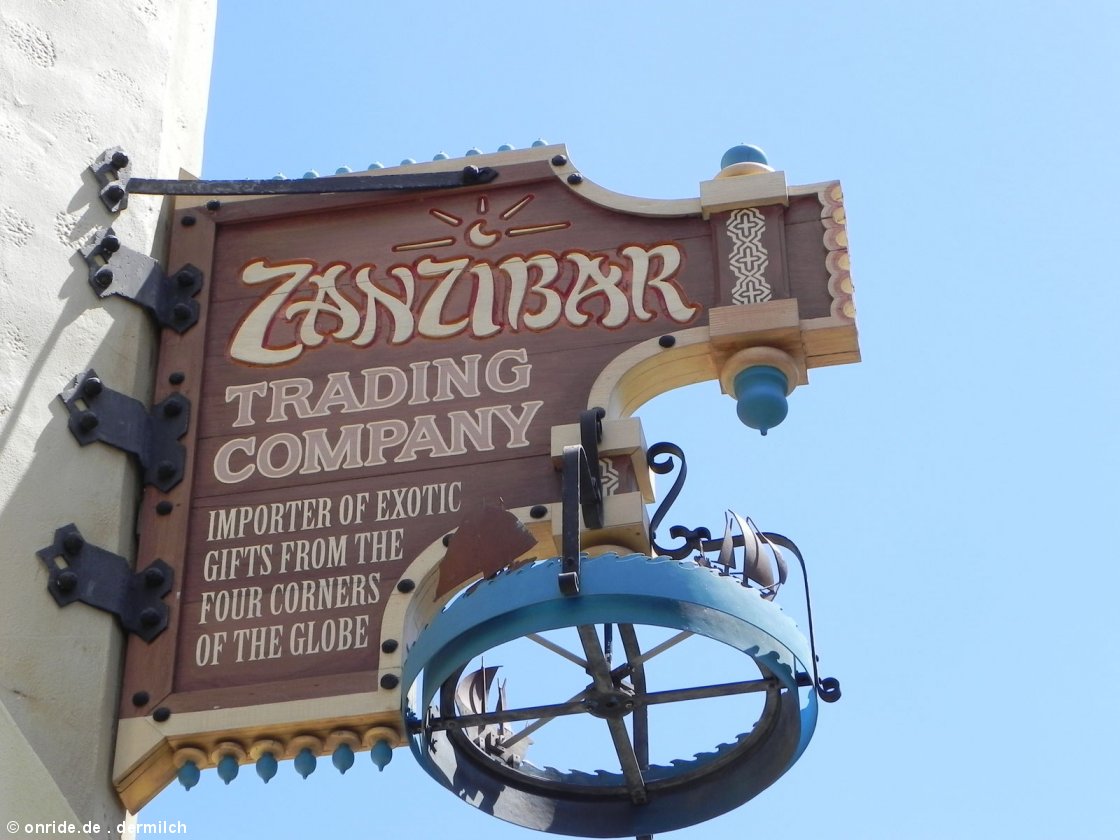 ZANZIBAR
TRADING
COMPANY
IMPORTER OF EXOTIC
GIFTS FROM THE
FOUR CORNERS
OF THE GLOBE
© onride.de . dermilch